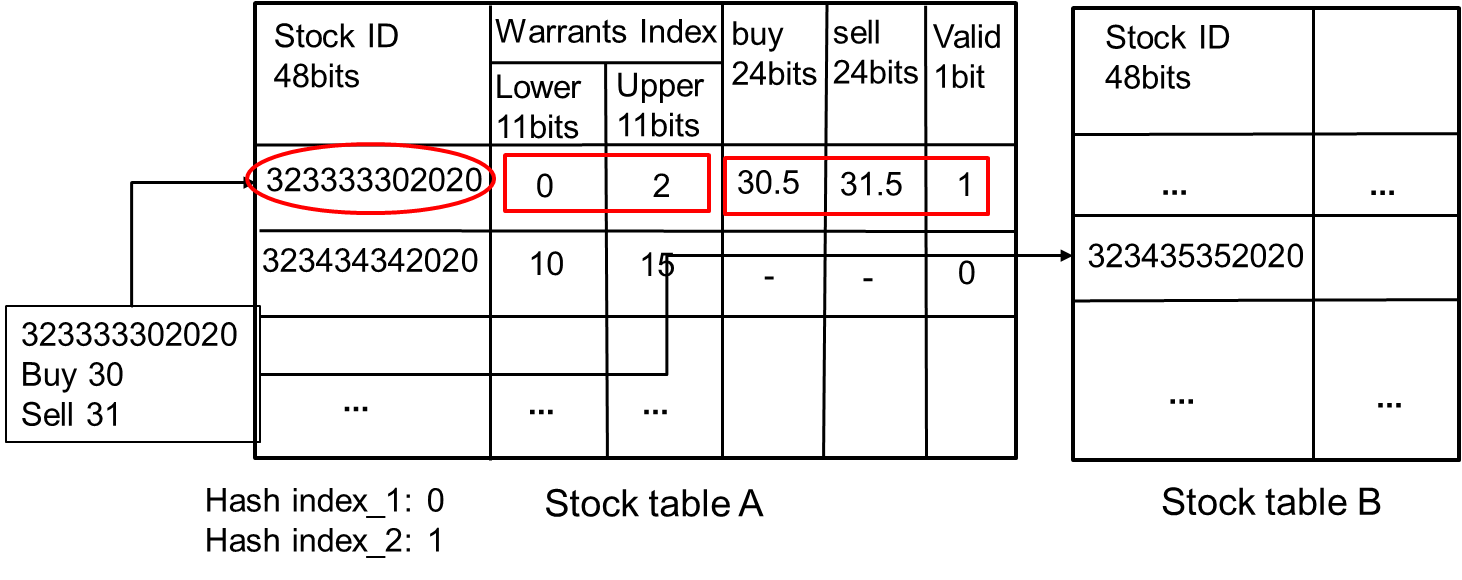 Stock ID
48bits
Warrants Index
Lower
11bits
Upper
11bits
buy
24bits
sell
24bits
Valid
1bit
323333302020
0
2
30.5
31.5
1
323434342020
10
15
-
-
0
...
...
...
323333302020
Buy 30
Sell 31
Hash index_1: 0
Hash index_2: 1
Stock table A
Stock ID
48bits
...
...
323435352020
...
...
Stock table B